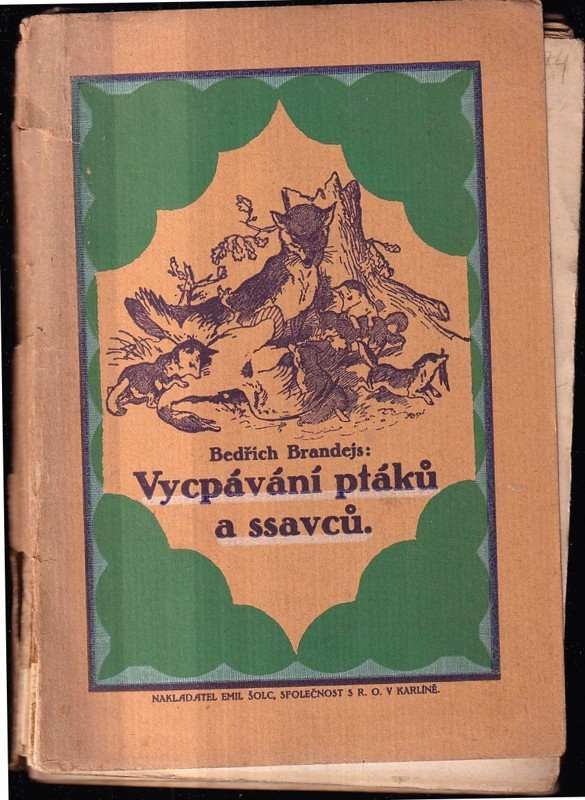 Bedřich Brandejs:
Vycpávání ptáků
a ssavců.
NAKLADATEL EMIL ŠOLC, SPOLEČNOST S R. O. V KARLÍNĚ.